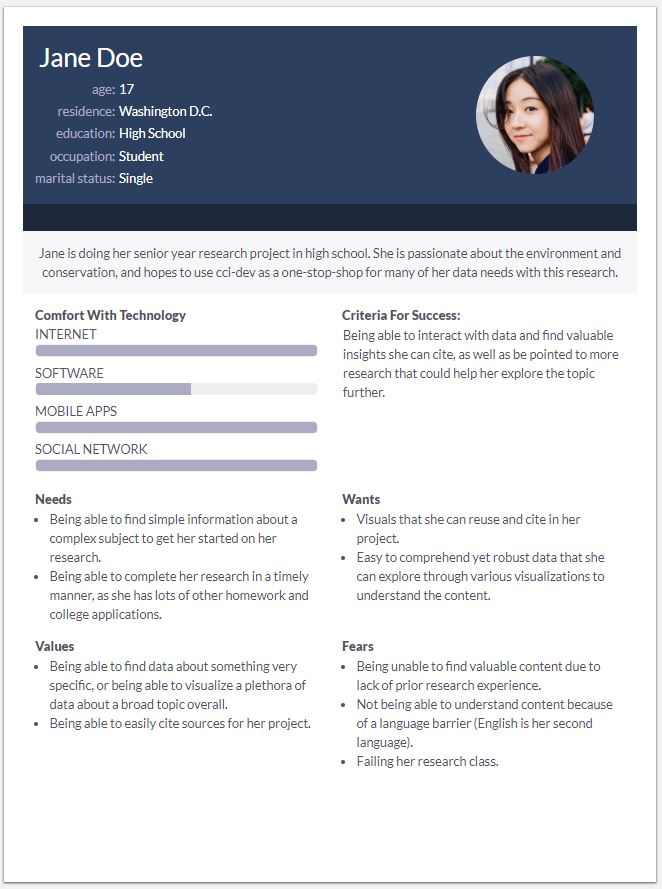 Jane Doe
age: 17
residence: Washington D.C.
education: High School
occupation: Student
marital status: Single
Jane is doing her senior year research project in high school. She is passionate about the environment and
conservation, and hopes to use cci-dev as a one-stop-shop for many of her data needs with this research.
Comfort With Technology
INTERNET
SOFTWARE
MOBILE APPS
SOCIAL NETWORK
Criteria For Success:
Being able to interact with data and find valuable
insights she can cite, as well as be pointed to more
research that could help her explore the topic
further.
Needs
• Being able to find simple information about a
complex subject to get her started on her
research.
• Being able to complete her research in a timely
manner, as she has lots of other homework and
college applications.
Wants
• Visuals that she can reuse and cite in her
project.
• Easy to comprehend yet robust data that she
can explore through various visualizations to
understand the content.
Values
• Being able to find data about something very
specific, or being able to visualize a plethora of
data about a broad topic overall.
• Being able to easily cite sources for her project.
Fears
• Being unable to find valuable content due to
lack of prior research experience.
• Not being able to understand content because
of a language barrier (English is her second
language).
• Failing her research class.